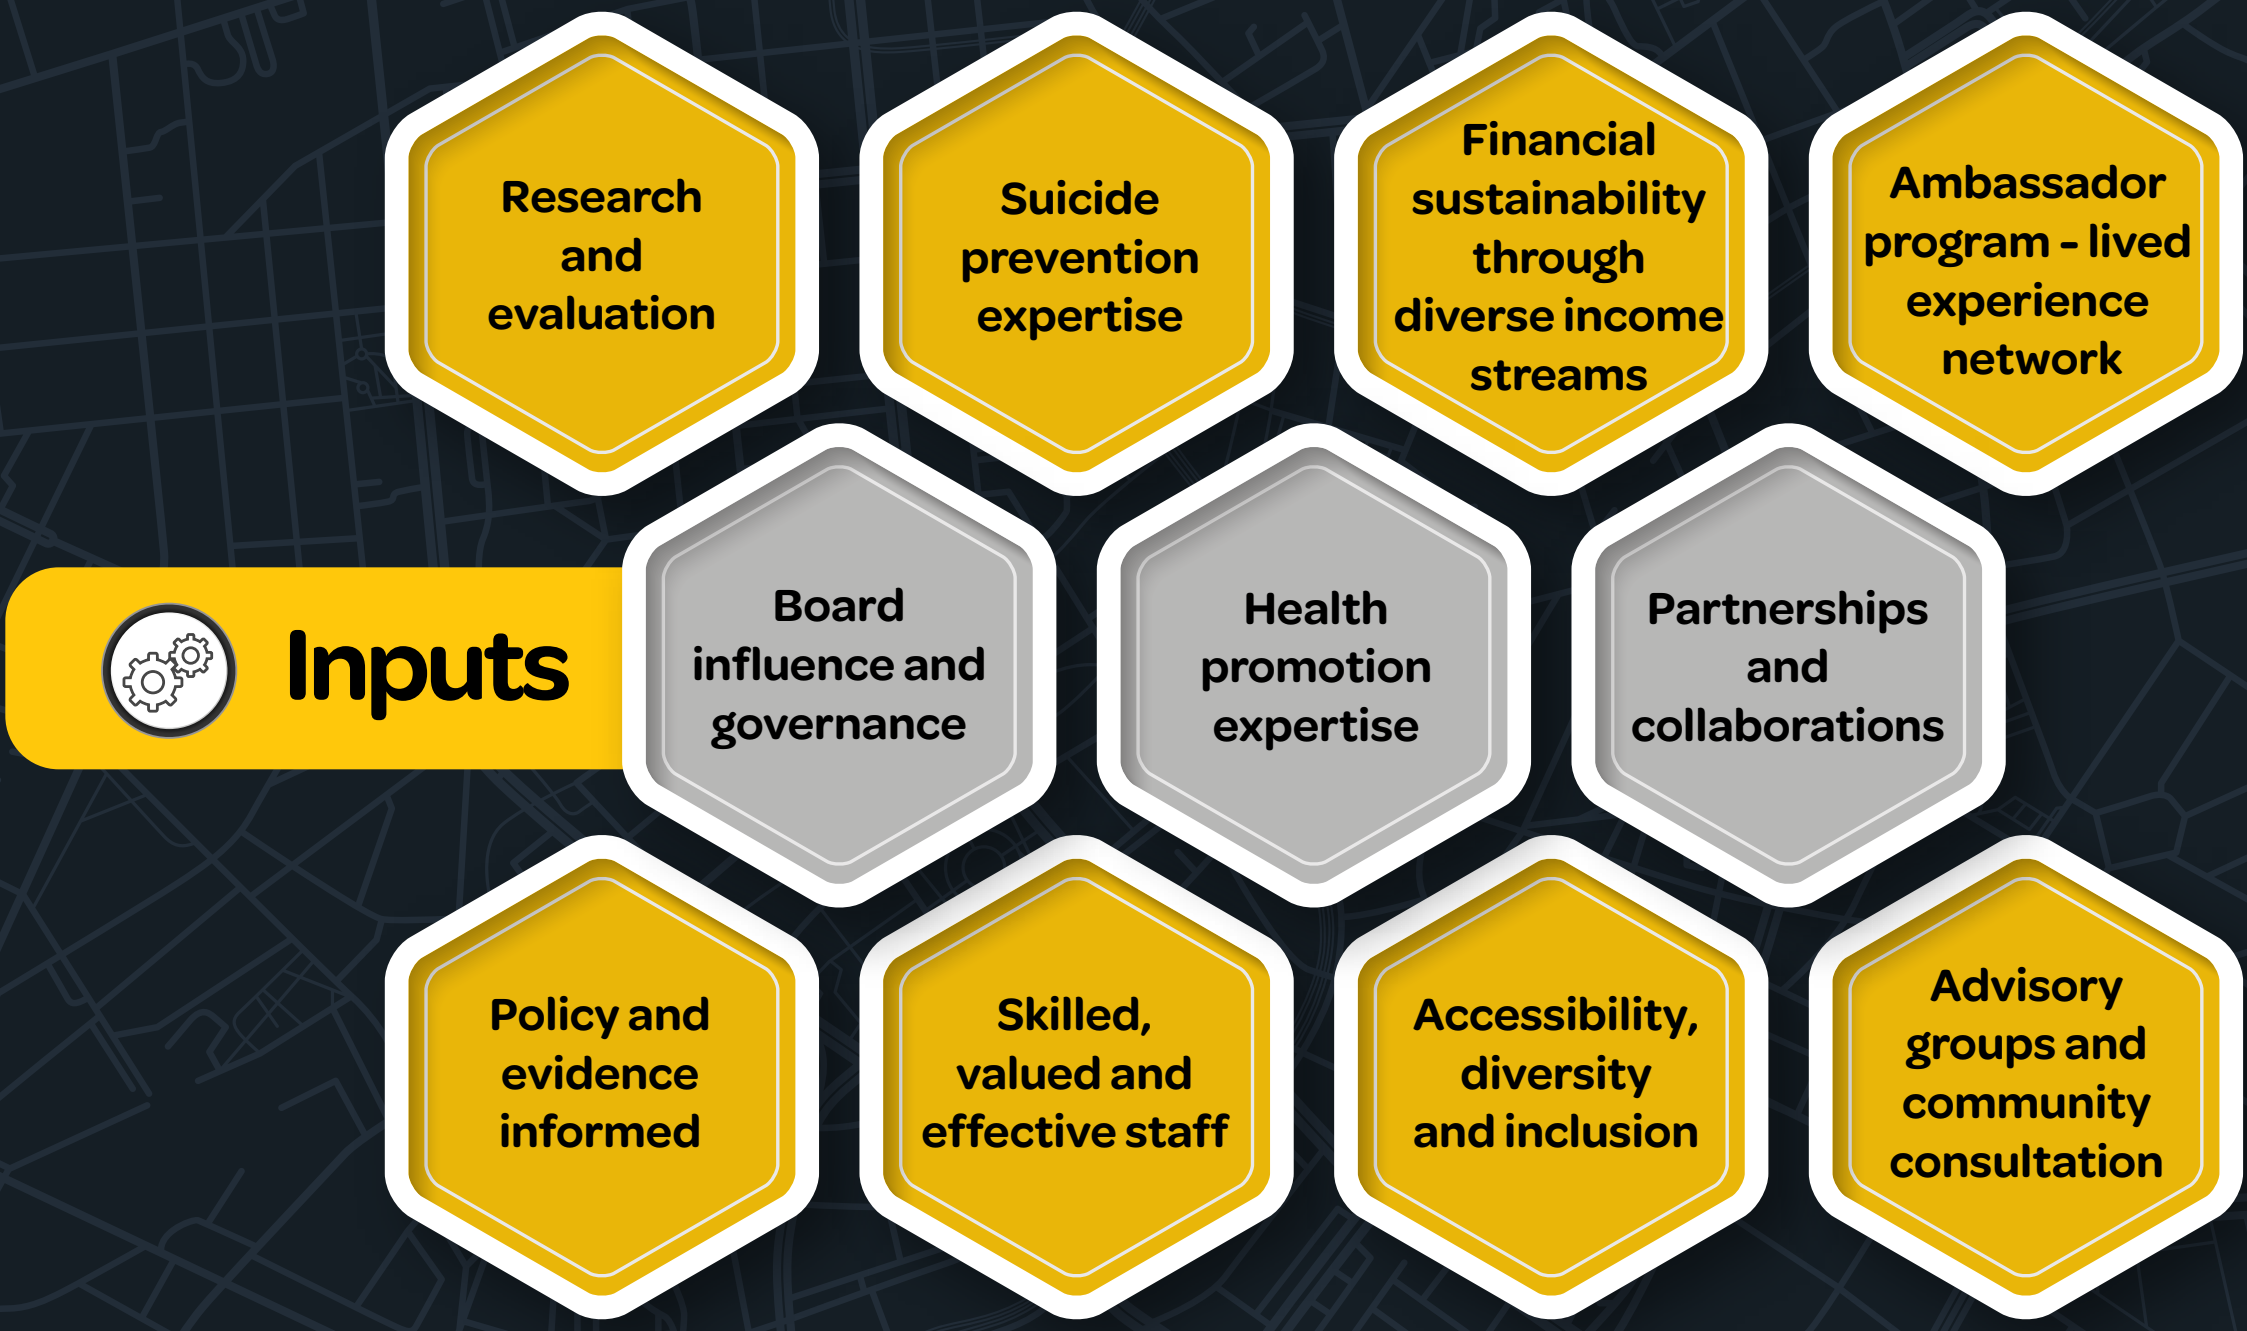 Research
and
evaluation
Suicide
prevention
expertise
Financial
sustainability
through
diverse income
streams
Ambassador
program - lived
experience
network
Inputs
Board
influence and
governance
Health
promotion
expertise
Partnerships
and
collaborations
Policy and
evidence
informed
Skilled,
valued and
effective staff
Accessibility,
diversity
and inclusion
Advisory
groups and
community
consultation